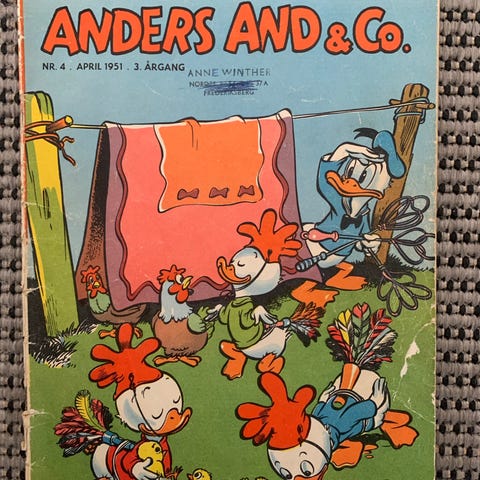 ANDERS AND & Co.
NR. 4 . APRIL 1951 . 3. ÅRGANG
ANNE WINTHER
FREDERIKSBERG